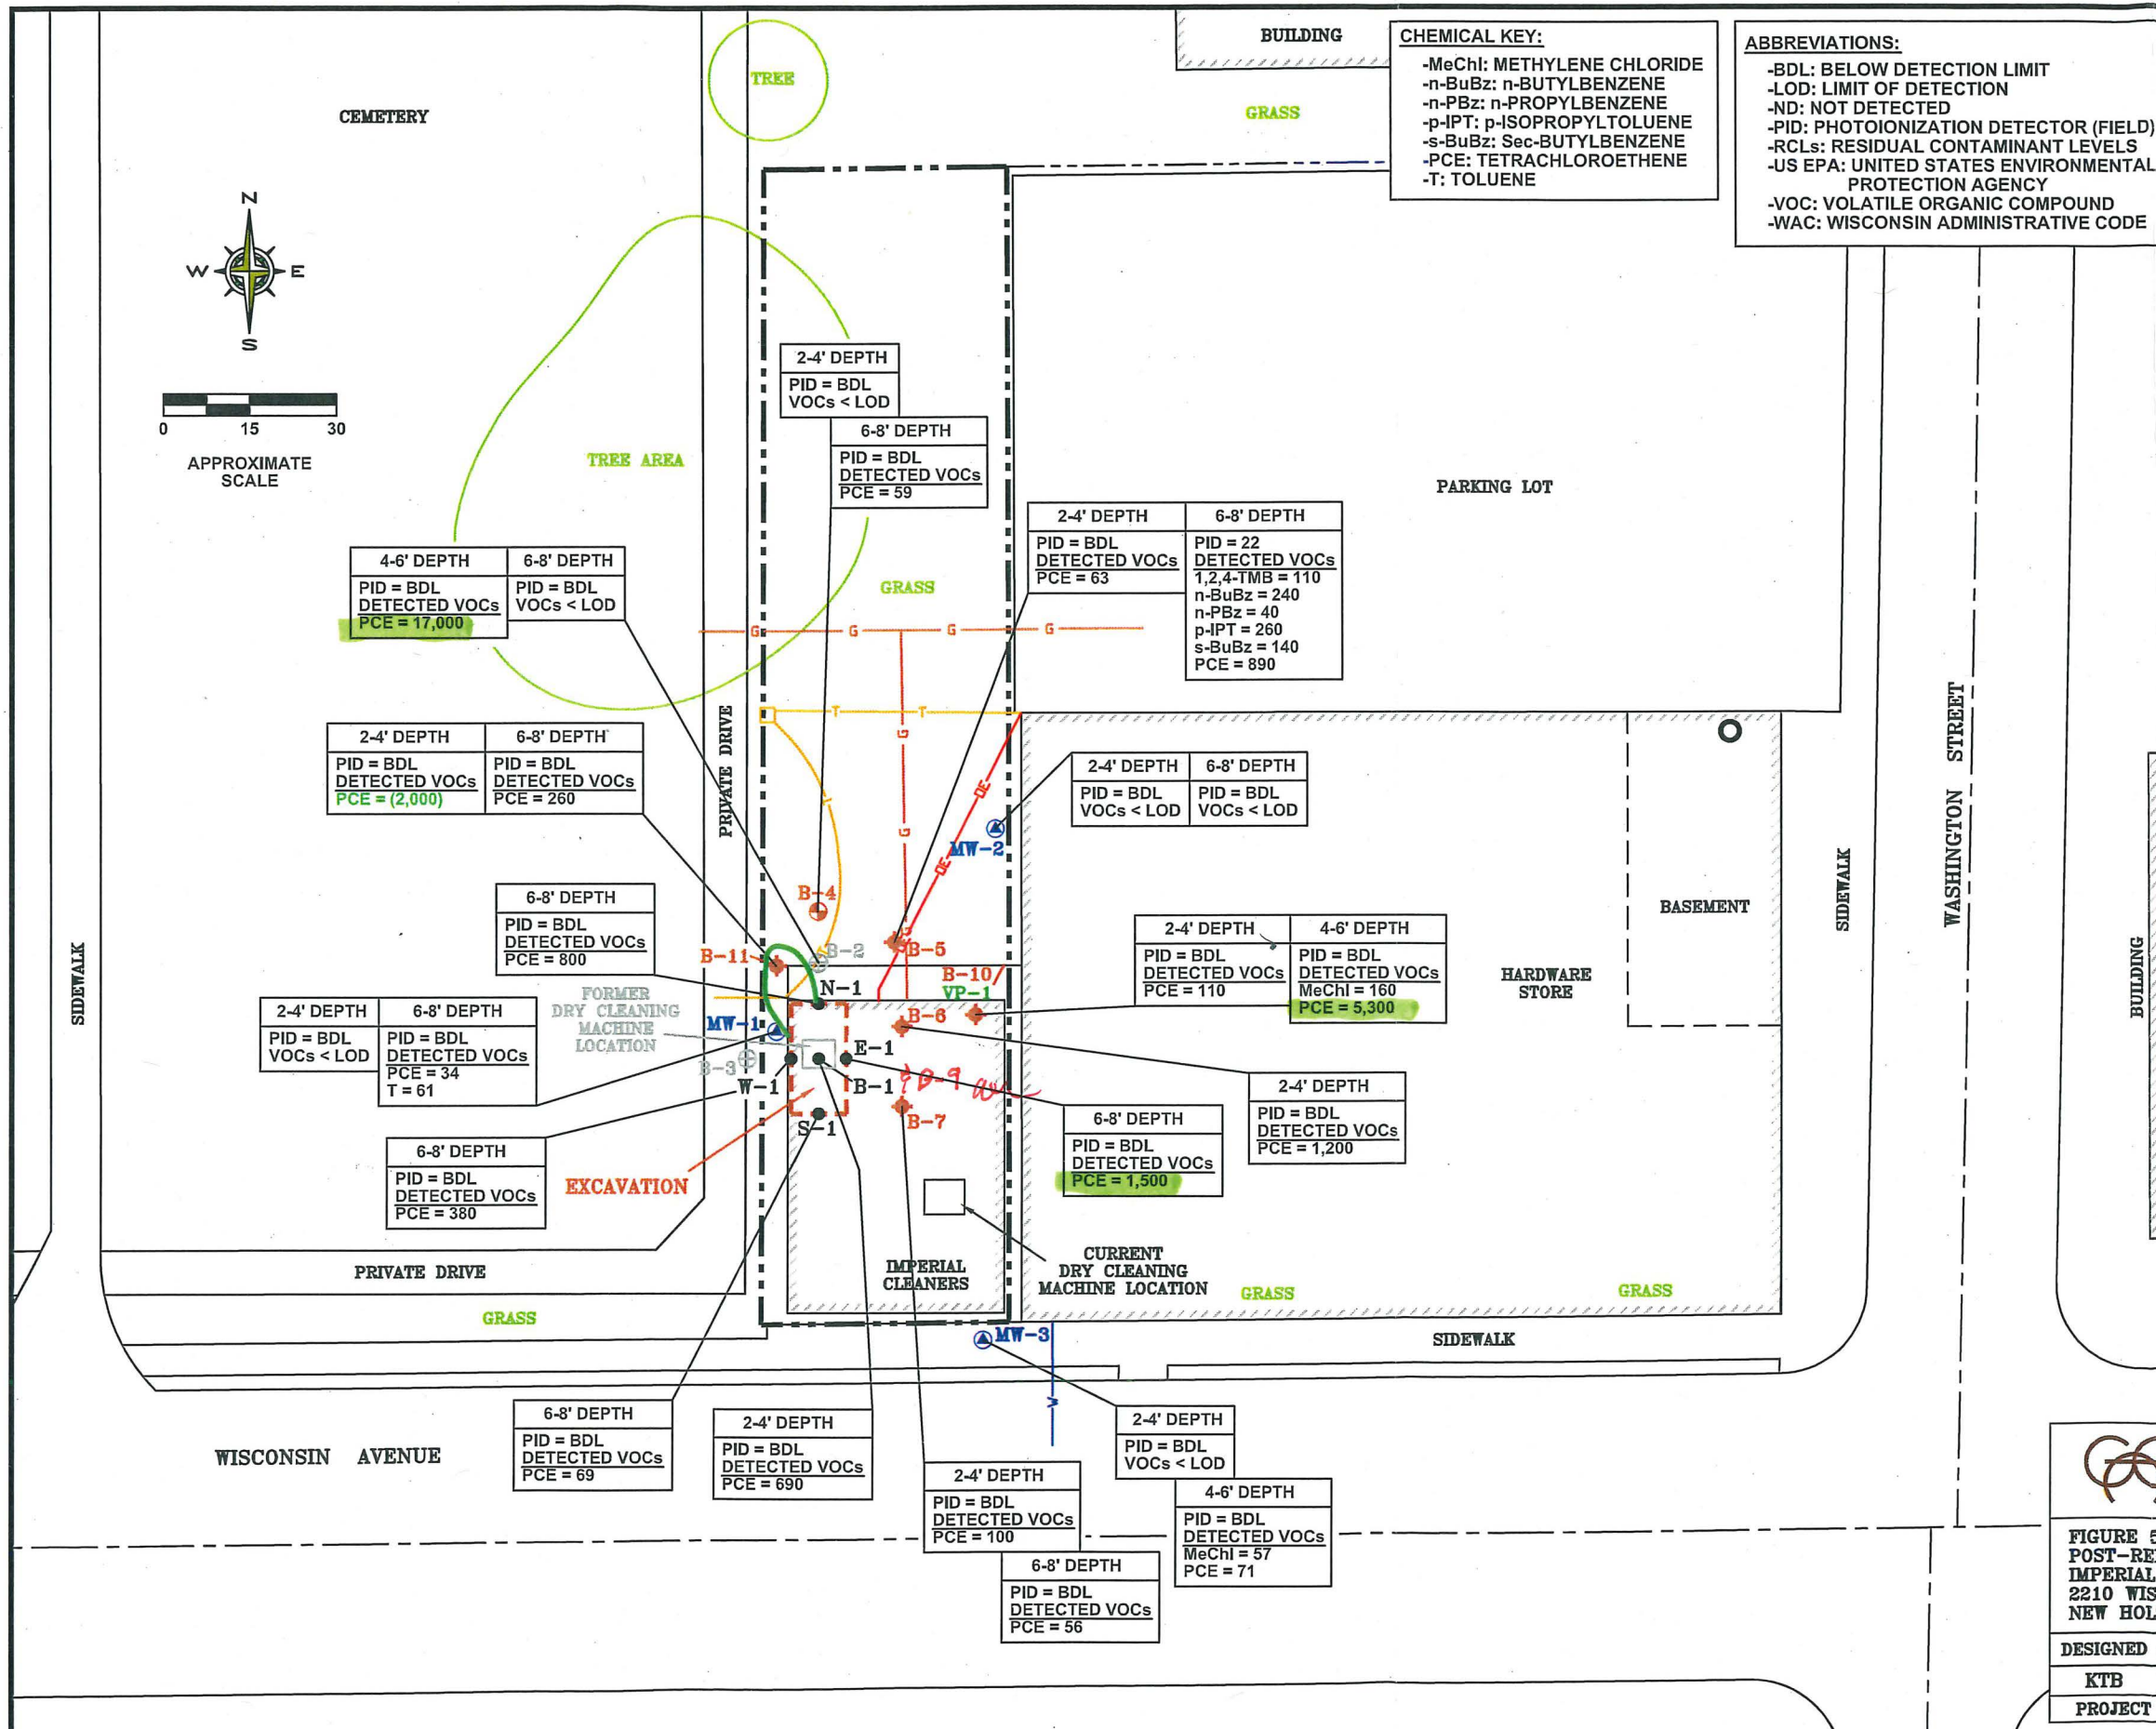 BUILDING
CHEMICAL KEY:
-MeChl: METHYLENE CHLORIDE
-n-BuBz: n-BUTYLBENZENE
-n-PBz: n-PROPYLBENZENE
-p-IPT: p-ISOPROPYLTOLUENE
-s-BuBz: Sec-BUTYLBENZENE
-PCE: TETRACHLOROETHENE
-T: TOLUENE
ABBREVIATIONS:
-BDL: BELOW DETECTION LIMIT
-LOD: LIMIT OF DETECTION
-ND: NOT DETECTED
-PID: PHOTOIONIZATION DETECTOR (FIELD)
-RCLs: RESIDUAL CONTAMINANT LEVELS
-US EPA: UNITED STATES ENVIRONMENTAL
PROTECTION AGENCY
-VOC: VOLATILE ORGANIC COMPOUND
-WAC: WISCONSIN ADMINISTRATIVE CODE
TREE
CEMETERY
GRASS
N
W E
S
0 15 30
APPROXIMATE
SCALE
2-4' DEPTH
PID = BDL
VOCs < LOD
6-8' DEPTH
PID = BDL
DETECTED VOCs
PCE = 59
TREE AREA
PARKING LOT
2-4' DEPTH
PID = BDL
DETECTED VOCs
PCE = 63
6-8' DEPTH
PID = 22
DETECTED VOCs
1,2,4-TMB = 110
n-BuBz = 240
n-PBz = 40
p-IPT = 260
s-BuBz = 140
PCE = 890
4-6' DEPTH
PID = BDL
DETECTED VOCs
PCE = 17,000
6-8' DEPTH
PID = BDL
VOCs < LOD
GRASS
G G G G
T T
G
G
OE
OE
2-4' DEPTH
PID = BDL
DETECTED VOCs
PCE = (2,000)
6-8' DEPTH
PID = BDL
DETECTED VOCs
PCE = 260
PRIVATE DRIVE
2-4' DEPTH
PID = BDL
VOCs < LOD
6-8' DEPTH
PID = BDL
VOCs < LOD
MW-2
WASHINGTON STREET
SIDEWALK
BASEMENT
B-4
6-8' DEPTH
PID = BDL
DETECTED VOCs
PCE = 800
B-11
B-2
B-5
B-10/
VP-1
N-1
2-4' DEPTH
PID = BDL
DETECTED VOCs
PCE = 110
4-6' DEPTH
PID = BDL
DETECTED VOCs
MeChl = 160
PCE = 5,300
HARDWARE
STORE
BUILDING
SIDEWALK
FORMER
DRY CLEANING
MACHINE
LOCATION
2-4' DEPTH
PID = BDL
VOCs < LOD
6-8' DEPTH
PID = BDL
DETECTED VOCs
PCE = 34
T = 61
MW-1
B-6
E-1
B-3
W-1
B-1
B-9
B-7
S-1
2-4' DEPTH
PID = BDL
DETECTED VOCs
PCE = 1,200
6-8' DEPTH
PID = BDL
DETECTED VOCs
PCE = 1,500
6-8' DEPTH
PID = BDL
DETECTED VOCs
PCE = 380
EXCAVATION
PRIVATE DRIVE
IMPERIAL
CLEANERS
CURRENT
DRY CLEANING
MACHINE LOCATION
GRASS
GRASS
GRASS
MW-3
SIDEWALK
W
WISCONSIN AVENUE
6-8' DEPTH
PID = BDL
DETECTED VOCs
PCE = 69
2-4' DEPTH
PID = BDL
DETECTED VOCs
PCE = 690
2-4' DEPTH
PID = BDL
DETECTED VOCs
PCE = 100
6-8' DEPTH
PID = BDL
DETECTED VOCs
PCE = 56
2-4' DEPTH
PID = BDL
VOCs < LOD
4-6' DEPTH
PID = BDL
DETECTED VOCs
MeChl = 57
PCE = 71
FIGURE 5
POST-RE
IMPERIAL
2210 WIS
NEW HOL
DESIGNED
KTB
PROJECT